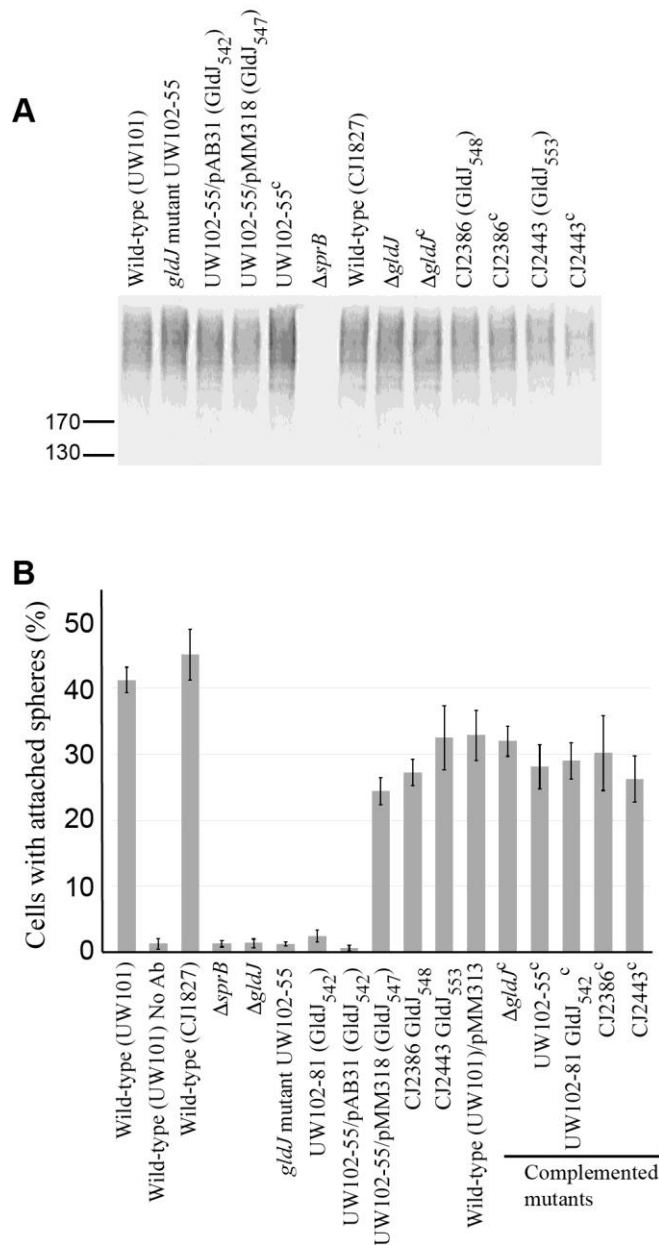 A
Wild-type (UW101)
gldJ mutant UW102-55
UW102-55/pAB31 (GldJ542)
UW102-55/pMM318 (GldJ547)
UW102-55c
ΔsprB
Wild-type (CJ1827)
ΔgldJ
ΔgldJc
CJ2386 (GldJ548)
CJ2386c
CJ2443 (GldJ553)
CJ2443c
170
130
B
Cells with attached spheres (%)
50
40
30
20
10
0
Wild-type (UW101)
Wild-type (UW101) No Ab
Wild-type (CJ1827)
ΔsprB
ΔgldJ
gldJ mutant UW102-55
UW102-81 (GldJ542)
UW102-55/pAB31 (GldJ542)
UW102-55/pMM318 (GldJ547)
CJ2386 GldJ548
CJ2443 GldJ553
Wild-type (UW101)/pMM313
ΔgldJc
UW102-55c
UW102-81 GldJ542c
CJ2386c
CJ2443c
Complemented
mutants